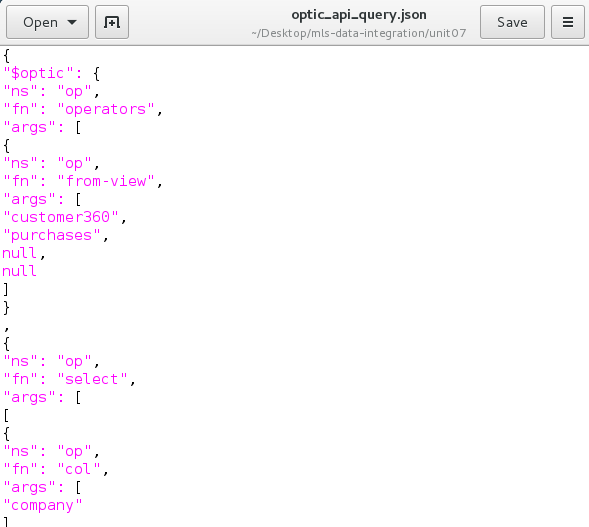 Open
optic_api_query.json
~/Desktop/mls-data-integration/unit07
Save
{
"$optic": {
"ns": "op",
"fn": "operators",
"args": [
{
"ns": "op",
"fn": "from-view",
"args": [
"customer360",
"purchases",
null,
null
]
}
,
{
"ns": "op",
"fn": "select",
"args": [
[
{
"ns": "op",
"fn": "col",
"args": [
"company"
]